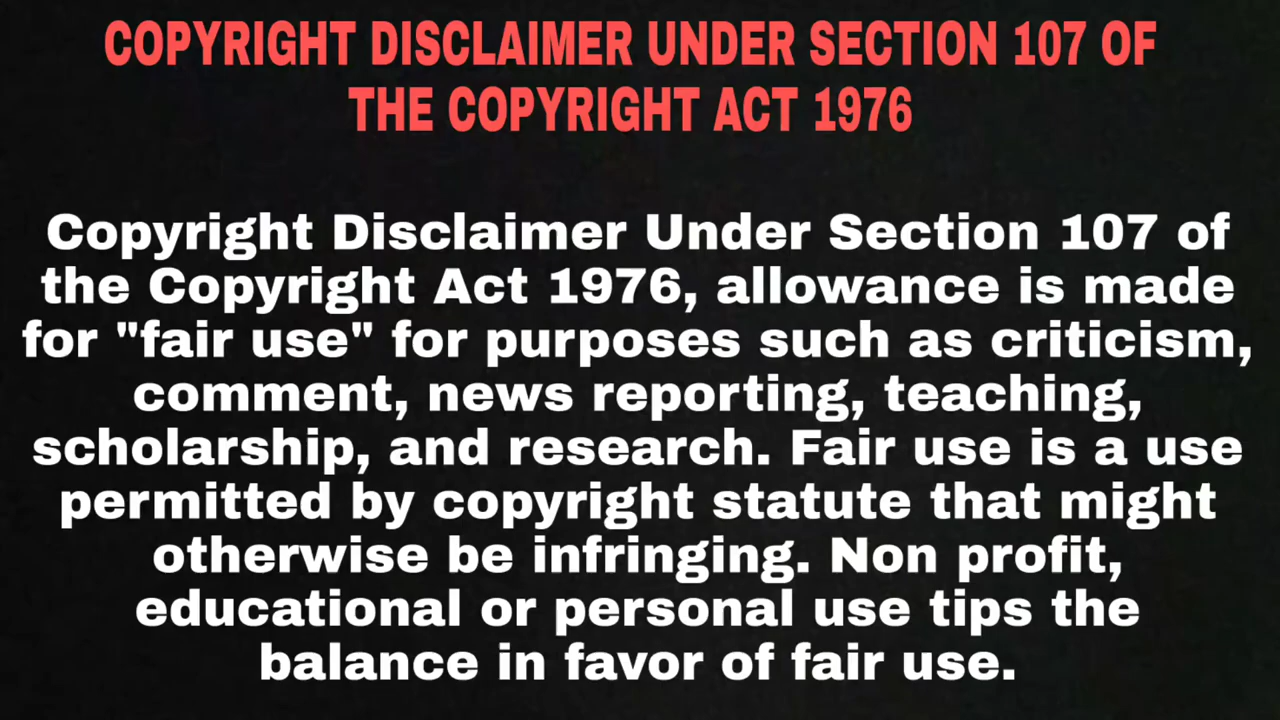 COPYRIGHT DISCLAIMER UNDER SECTION 107 OF
THE COPYRIGHT ACT 1976
Copyright Disclaimer Under Section 107 of
the Copyright Act 1976, allowance is made
for "fair use" for purposes such as criticism,
comment, news reporting, teaching,
scholarship, and research. Fair use is a use
permitted by copyright statute that might
otherwise be infringing. Non profit,
educational or personal use tips the
balance in favor of fair use.